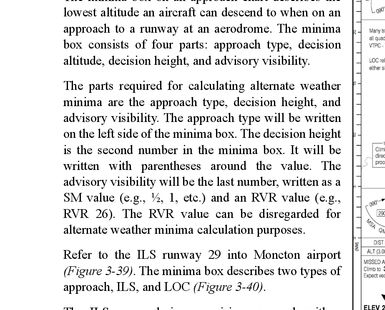 lowest altitude an aircraft can descend to when on an
approach to a runway at an aerodrome. The minima
box consists of four parts: approach type, decision
altitude, decision height, and advisory visibility.
The parts required for calculating alternate weather
minima are the approach type, decision height, and
advisory visibility. The approach type will be written
on the left side of the minima box. The decision height
is the second number in the minima box. It will be
written with parentheses around the value. The
advisory visibility will be the last number, written as a
SM value (e.g., ½, 1, etc.) and an RVR value (e.g.,
RVR 26). The RVR value can be disregarded for
alternate weather minima calculation purposes.
Refer to the ILS runway 29 into Moncton airport
(Figure 3-39). The minima box describes two types of
approach, ILS, and LOC (Figure 3-40).
Many b
all quad
VTPC -
LOC rel
either s
Clim
direc
proc
DIST
ALT (3.0
MISSED A
Climb to
Expect vec
ELEV 2